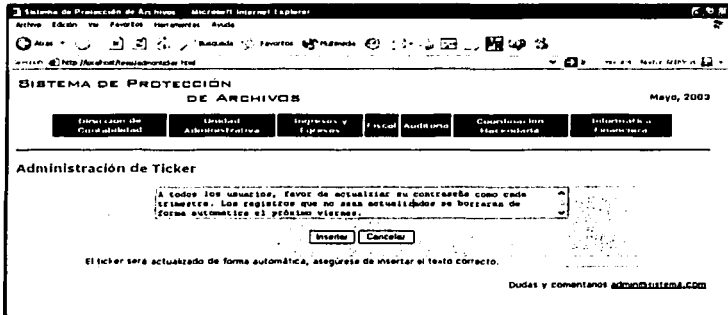 Sistema de Protección de Archivos Microsoft Internet Explorer
Archivo Edición Ver Favoritos Herramientas Ayuda
Atrás Búsqueda Favoritos Multimedia
SISTEMA DE PROTECCIÓN
DE ARCHIVOS
Mayo, 2003
Dirección de Contabilidad
Unidad Administrativa
Ingresos y Egresos
Fiscal
Auditoría
Coordinación Hacendaria
Informática Financiera
Administración de Ticker
A todos los usuarios, favor de actualizar su contraseña como cada
trimestre. Los registros que no sean actualizados se borraran de
forma automatica el próximo viernes.
Insertar Cancelar
El ticker será actualizado de forma automática, asegúrese de insertar el texto correcto.
Dudas y comentarios admin@sistema.com